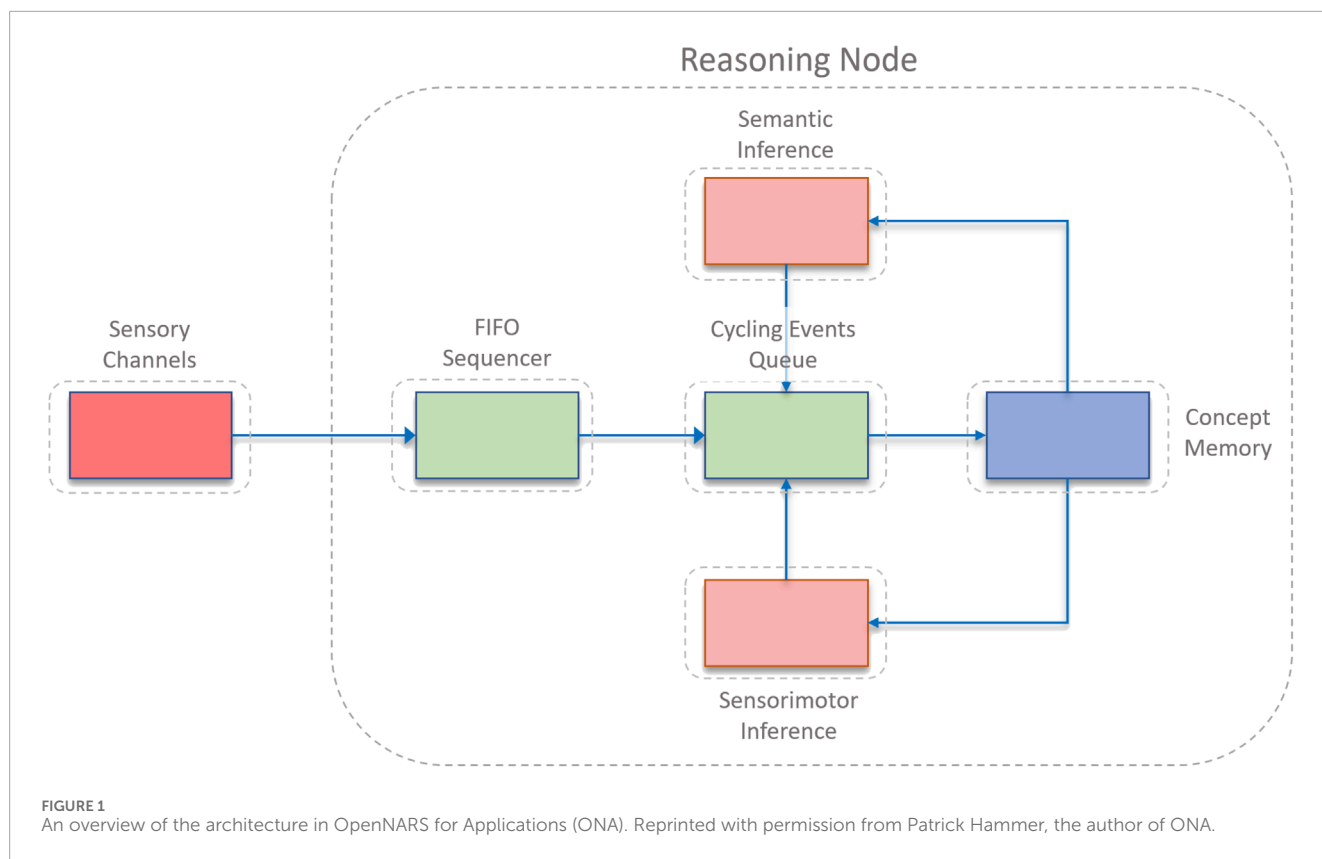 Reasoning Node
Semantic
Inference
Sensory
Channels
FIFO
Sequencer
Cycling Events
Queue
Concept
Memory
Sensorimotor
Inference
FIGURE 1
An overview of the architecture in OpenNARS for Applications (ONA). Reprinted with permission from Patrick Hammer, the author of ONA.